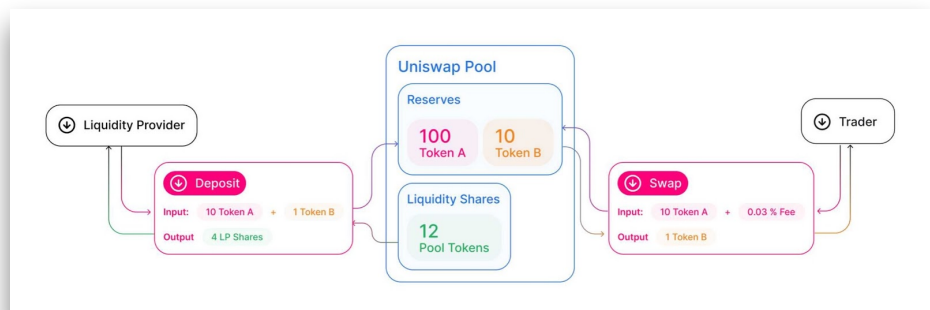 Uniswap Pool
Reserves
100
Token A
10
Token B
Liquidity Shares
12
Pool Tokens
Liquidity Provider
Deposit
Input: 10 Token A + 1 Token B
Output 4 LP Shares
Trader
Swap
Input: 10 Token A + 0.03 % Fee
Output 1 Token B